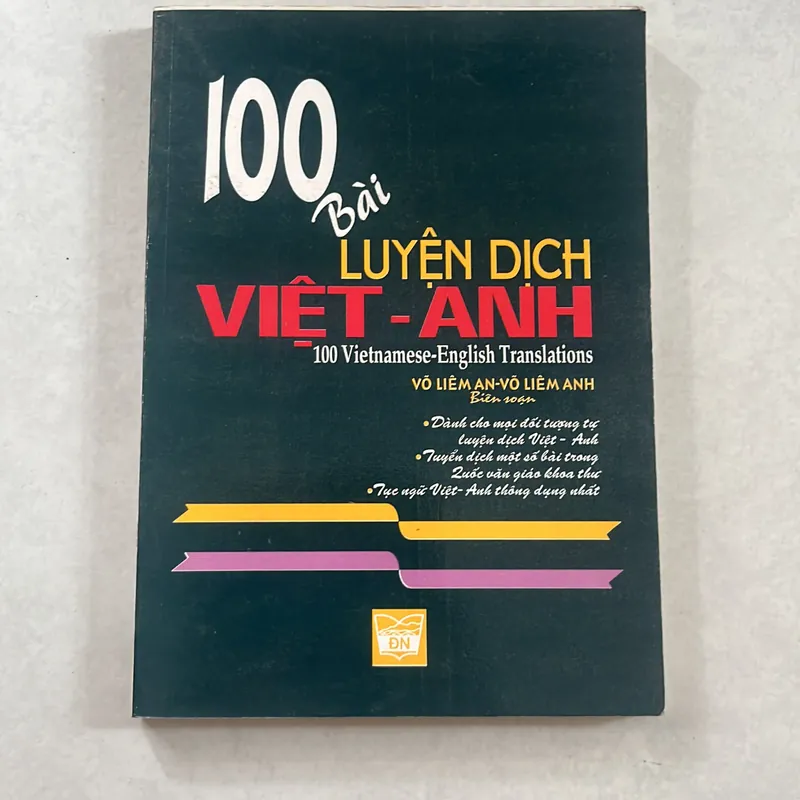 100
Bài
LUYỆN DỊCH
VIỆT - ANH
100 Vietnamese-English Translations
VÕ LIÊM AN-VÕ LIÊM ANH
Biên soạn
• Dành cho mọi đối tượng tự
luyện dịch Việt - Anh
• Tuyển dịch một số bài trong
Quốc văn giáo khoa thư
• Tục ngữ Việt - Anh thông dụng nhất
ĐN